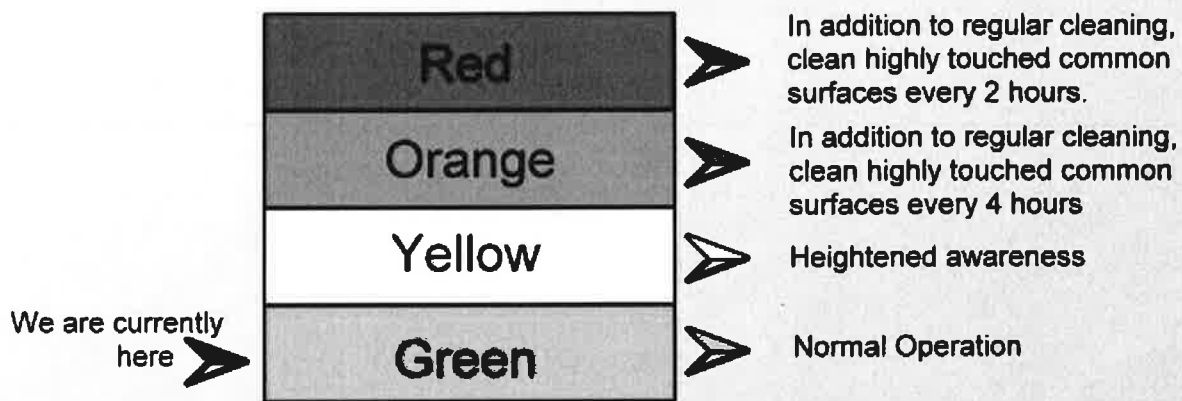 Red
In addition to regular cleaning,
clean highly touched common
surfaces every 2 hours.
Orange
In addition to regular cleaning,
clean highly touched common
surfaces every 4 hours
Yellow
Heightened awareness
We are currently
here
Green
Normal Operation